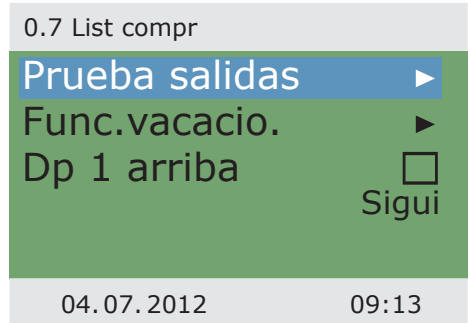 0.7 List compr
Prueba salidas
Func.vacacio.
Dp 1 arriba
Sigui
04.07.2012 09:13